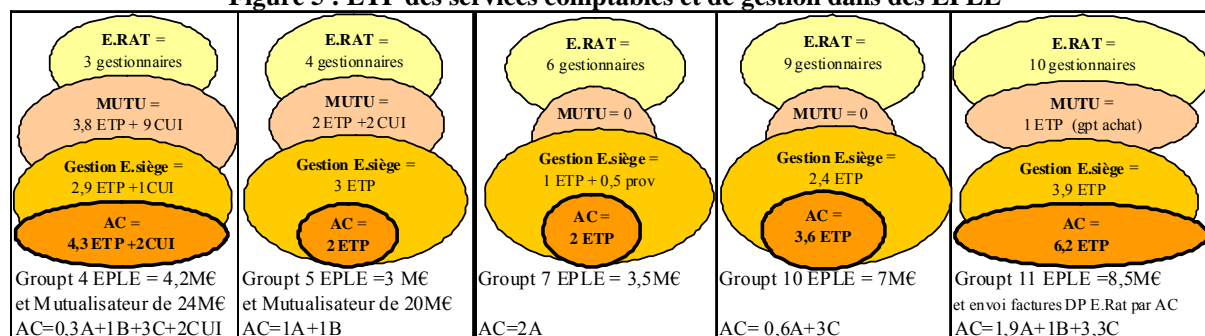 Figure 5 : ETP des services comptables et de gestion dans des EPLE
E.RAT =
3 gestionnaires
MUTU =
3,8 ETP + 9 CUI
Gestion E.siège =
2,9 ETP +1 CUI
AC =
4,3 ETP +2CUI
Groupt 4 EPLE = 4,2M€
et Mutualisateur de 24M€
AC=0,3A+1B+3C+2CUI
E.RAT =
4 gestionnaires
MUTU =
2 ETP +2 CUI
Gestion E.siège =
3 ETP
AC =
2 ETP
Groupt 5 EPLE =3 M€
et Mutualisateur de 20M€
AC=1A+1B
E.RAT =
6 gestionnaires
MUTU = 0
Gestion E.siège =
1 ETP + 0,5 prov
AC =
2 ETP
Groupt 7 EPLE = 3,5M€
AC=2A
E.RAT =
9 gestionnaires
MUTU = 0
Gestion E.siège =
2,4 ETP
AC =
3,6 ETP
Groupt 10 EPLE = 7M€
AC= 0,6A+3C
E.RAT =
10 gestionnaires
MUTU =
1 ETP (gpt achat)
Gestion E.siège =
3,9 ETP
AC =
6,2 ETP
Groupt 11 EPLE =8,5M€
et envoi factures DP E.Rat par AC
AC=1,9A+1B+3,3C